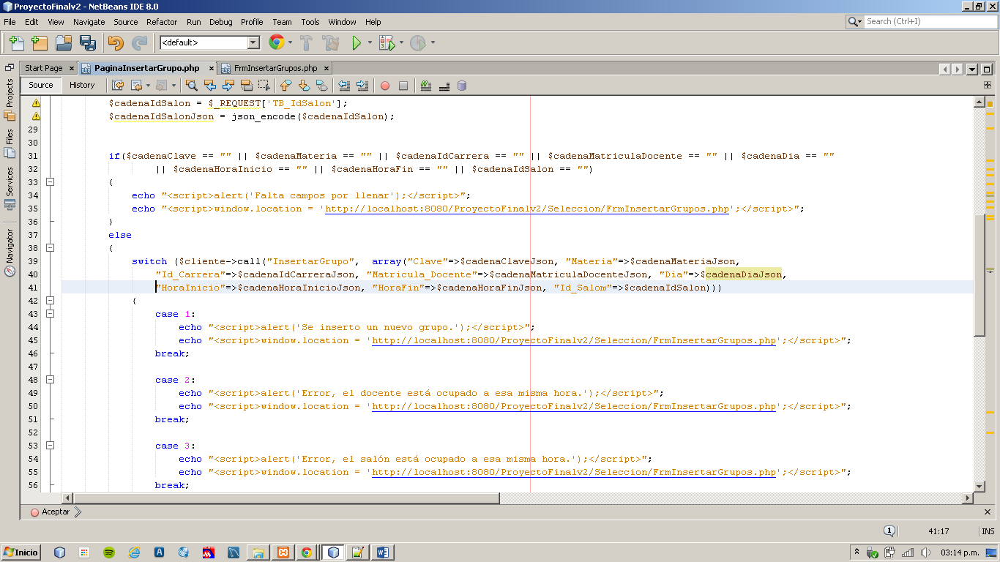 ProyectoFinalv2 - NetBeans IDE 8.0
File Edit View Navigate Source Refactor Run Debug Profile Team Tools Window Help
Search (Ctrl+I)
<default>
Start Page PaginaInsertarGrupo.php FrmInsertarGrupos.php
Source History
Projects
Files
Services
Navigator
$cadenaIdSalon = $_REQUEST['TB_IdSalon'];
$cadenaIdSalonJson = json_encode($cadenaIdSalon);
29
30
31 if($cadenaClave == "" || $cadenaMateria == "" || $cadenaIdCarrera == "" || $cadenaMatriculaDocente == "" || $cadenaDia == ""
32 || $cadenaHoraInicio == "" || $cadenaHoraFin == "" || $cadenaIdSalon == "")
33 {
34 echo "<script>alert('Falta campos por llenar');</script>";
35 echo "<script>window.location = 'http://localhost:8080/ProyectoFinalv2/Seleccion/FrmInsertarGrupos.php';</script>";
36 }
37 else
38 {
39 switch ($cliente->call("InsertarGrupo", array("Clave"=>$cadenaClaveJson, "Materia"=>$cadenaMateriaJson,
40 "Id_Carrera"=>$cadenaIdCarreraJson, "Matricula_Docente"=>$cadenaMatriculaDocenteJson, "Dia"=>$cadenaDiaJson,
41 "HoraInicio"=>$cadenaHoraInicioJson, "HoraFin"=>$cadenaHoraFinJson, "Id_Salom"=>$cadenaIdSalon)))
42 {
43 case 1:
44 echo "<script>alert('Se inserto un nuevo grupo.');</script>";
45 echo "<script>window.location = 'http://localhost:8080/ProyectoFinalv2/Seleccion/FrmInsertarGrupos.php';</script>";
46 break;
47
48 case 2:
49 echo "<script>alert('Error, el docente está ocupado a esa misma hora.');</script>";
50 echo "<script>window.location = 'http://localhost:8080/ProyectoFinalv2/Seleccion/FrmInsertarGrupos.php';</script>";
51 break;
52
53 case 3:
54 echo "<script>alert('Error, el salón está ocupado a esa misma hora.');</script>";
55 echo "<script>window.location = 'http://localhost:8080/ProyectoFinalv2/Seleccion/FrmInsertarGrupos.php';</script>";
56 break;
Aceptar
1 41:17 INS
Inicio 03:14 p.m.